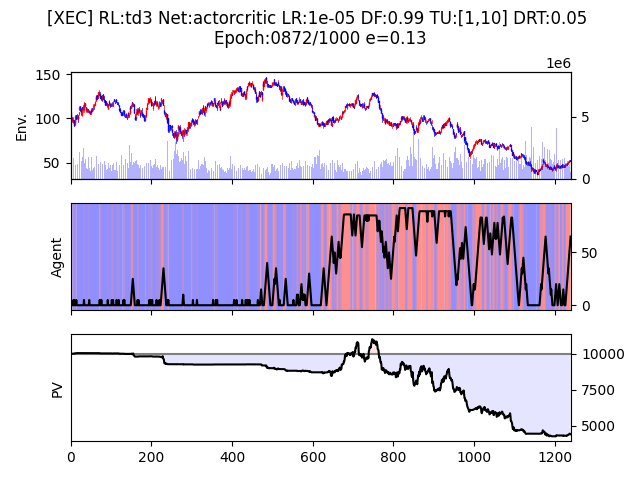 [XEC] RL:td3 Net:actorcritic LR:1e-05 DF:0.99 TU:[1,10] DRT:0.05
Epoch:0872/1000 e=0.13
1e6
150
100
50
Env.
5
0
Agent
50
0
PV
10000
7500
5000
0 200 400 600 800 1000 1200